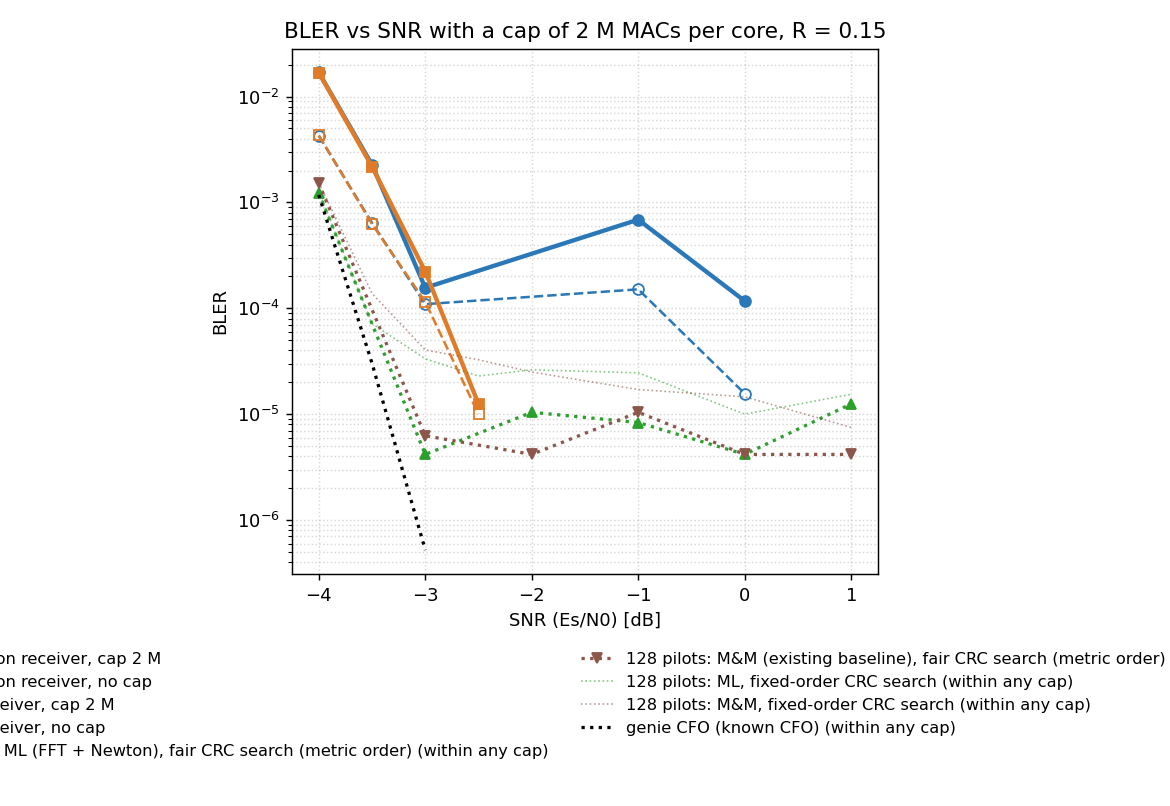 BLER vs SNR with a cap of 2 M MACs per core, R = 0.15
10⁻²
10⁻³
10⁻⁴
10⁻⁵
10⁻⁶
BLER
−4 −3 −2 −1 0 1
SNR (Es/N0) [dB]
on receiver, cap 2 M
on receiver, no cap
eiver, cap 2 M
eiver, no cap
ML (FFT + Newton), fair CRC search (metric order) (within any cap)
128 pilots: M&M (existing baseline), fair CRC search (metric order)
128 pilots: ML, fixed-order CRC search (within any cap)
128 pilots: M&M, fixed-order CRC search (within any cap)
genie CFO (known CFO) (within any cap)